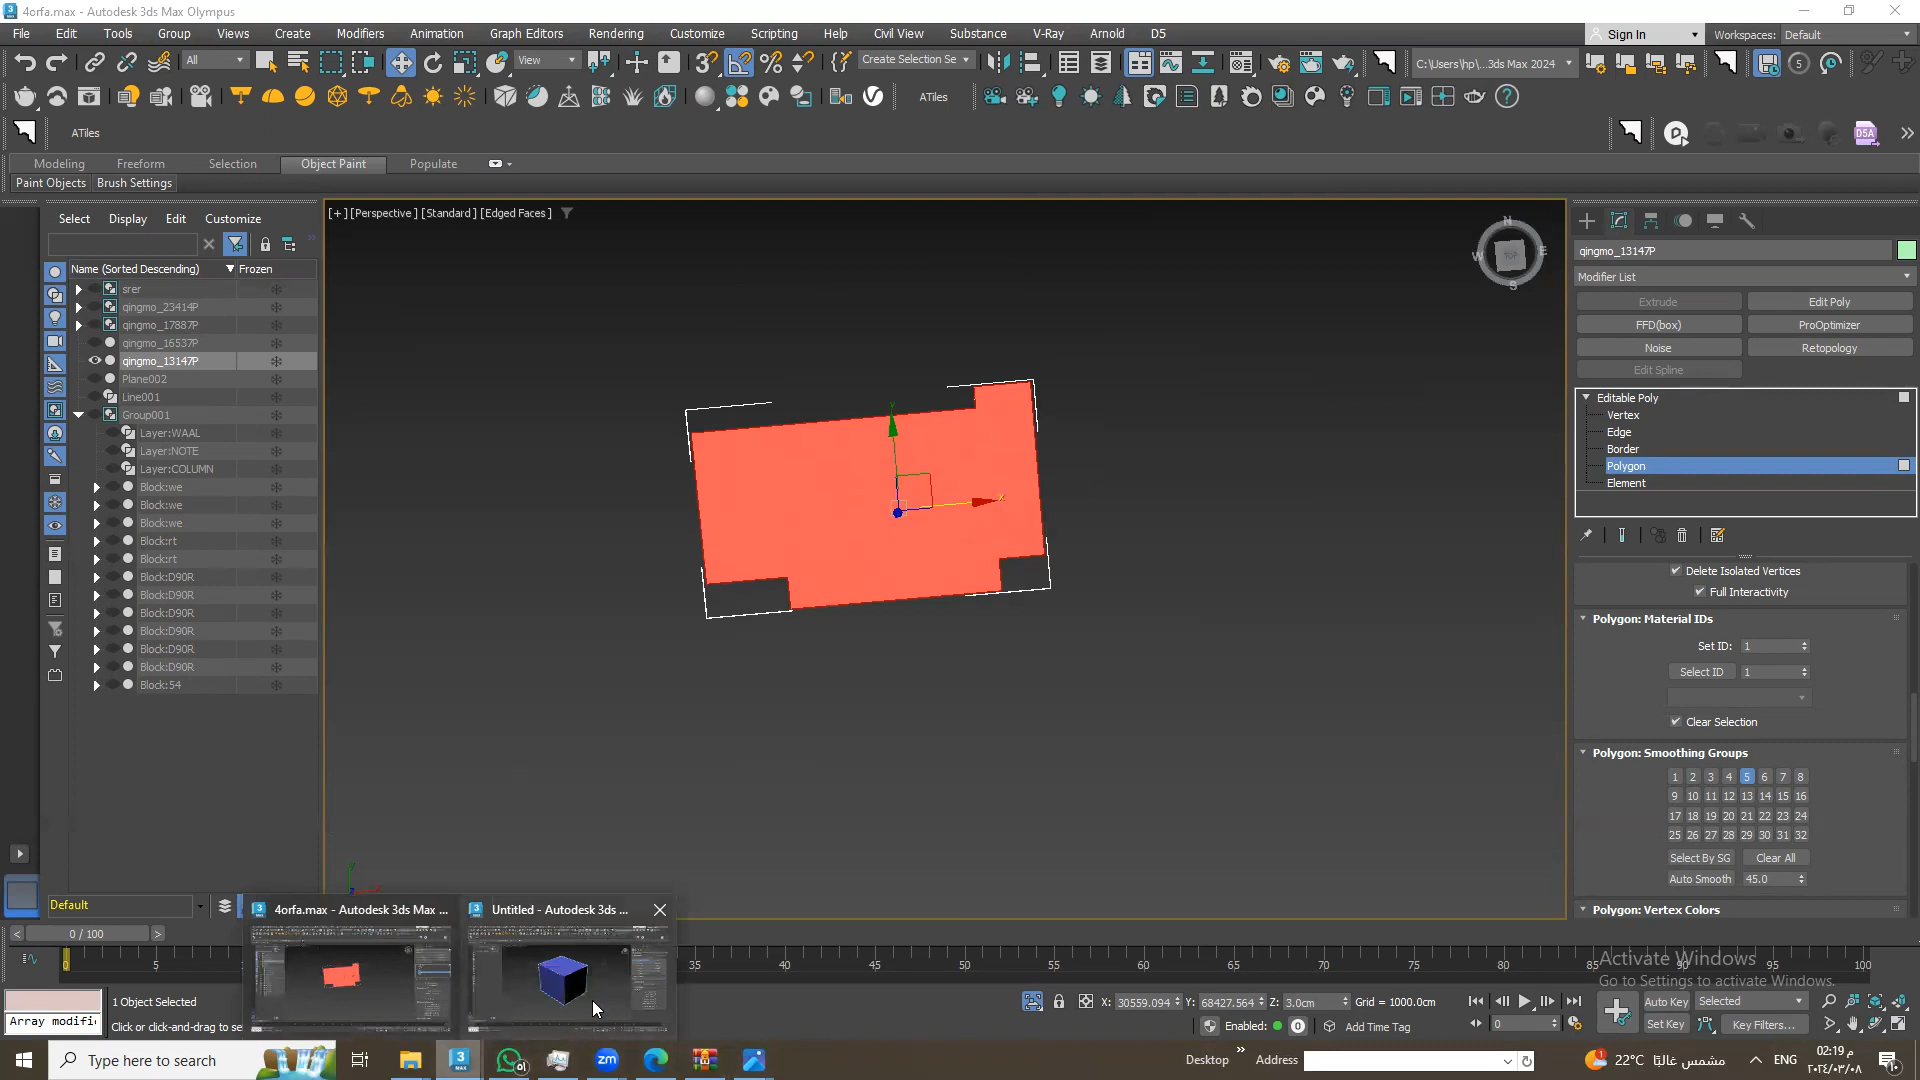 4orfa.max - Autodesk 3ds Max Olympus
File Edit Tools Group Views Create Modifiers Animation Graph Editors Rendering Customize Scripting Help Civil View Substance V-Ray Arnold D5
Sign In Workspaces: Default
All View Create Selection Se C:\Users\hp\...3ds Max 2024
ATiles
ATiles
Modeling Freeform Selection Object Paint Populate
Paint Objects Brush Settings
Select Display Edit Customize
Name (Sorted Descending) Frozen
srer
qingmo_23414P
qingmo_17887P
qingmo_16537P
qingmo_13147P
Plane002
Line001
Group001
Layer:WAAL
Layer:NOTE
Layer:COLUMN
Block:we
Block:we
Block:we
Block:rt
Block:rt
Block:D90R
Block:D90R
Block:D90R
Block:D90R
Block:D90R
Block:D90R
Block:54
Default
[+] [Perspective] [Standard] [Edged Faces]
qingmo_13147P
Modifier List
Extrude Edit Poly
FFD(box) ProOptimizer
Noise Retopology
Edit Spline
Editable Poly
Vertex
Edge
Border
Polygon
Element
Delete Isolated Vertices
Full Interactivity
Polygon: Material IDs
Set ID: 1
Select ID 1
Clear Selection
Polygon: Smoothing Groups
1 2 3 4 5 6 7 8
9 10 11 12 13 14 15 16
17 18 19 20 21 22 23 24
25 26 27 28 29 30 31 32
Select By SG Clear All
Auto Smooth 45.0
Polygon: Vertex Colors
4orfa.max - Autodesk 3ds Max ...
Untitled - Autodesk 3ds ...
0 / 100
0 5 35 40 45 50 55 60 65 70 75 80 85 90 95 100
Activate Windows
Go to Settings to activate Windows.
Array modifi
1 Object Selected
Click or click-and-drag to se
X: 30559.094 Y: 68427.564 Z: 3.0cm Grid = 1000.0cm
Enabled: 0 Add Time Tag
Auto Key Selected
Set Key Key Filters...
0
Type here to search
Desktop Address
22°C مشمس غالبًا
ENG
02:19 م
٢٠٢٤/٠٣/٠٨